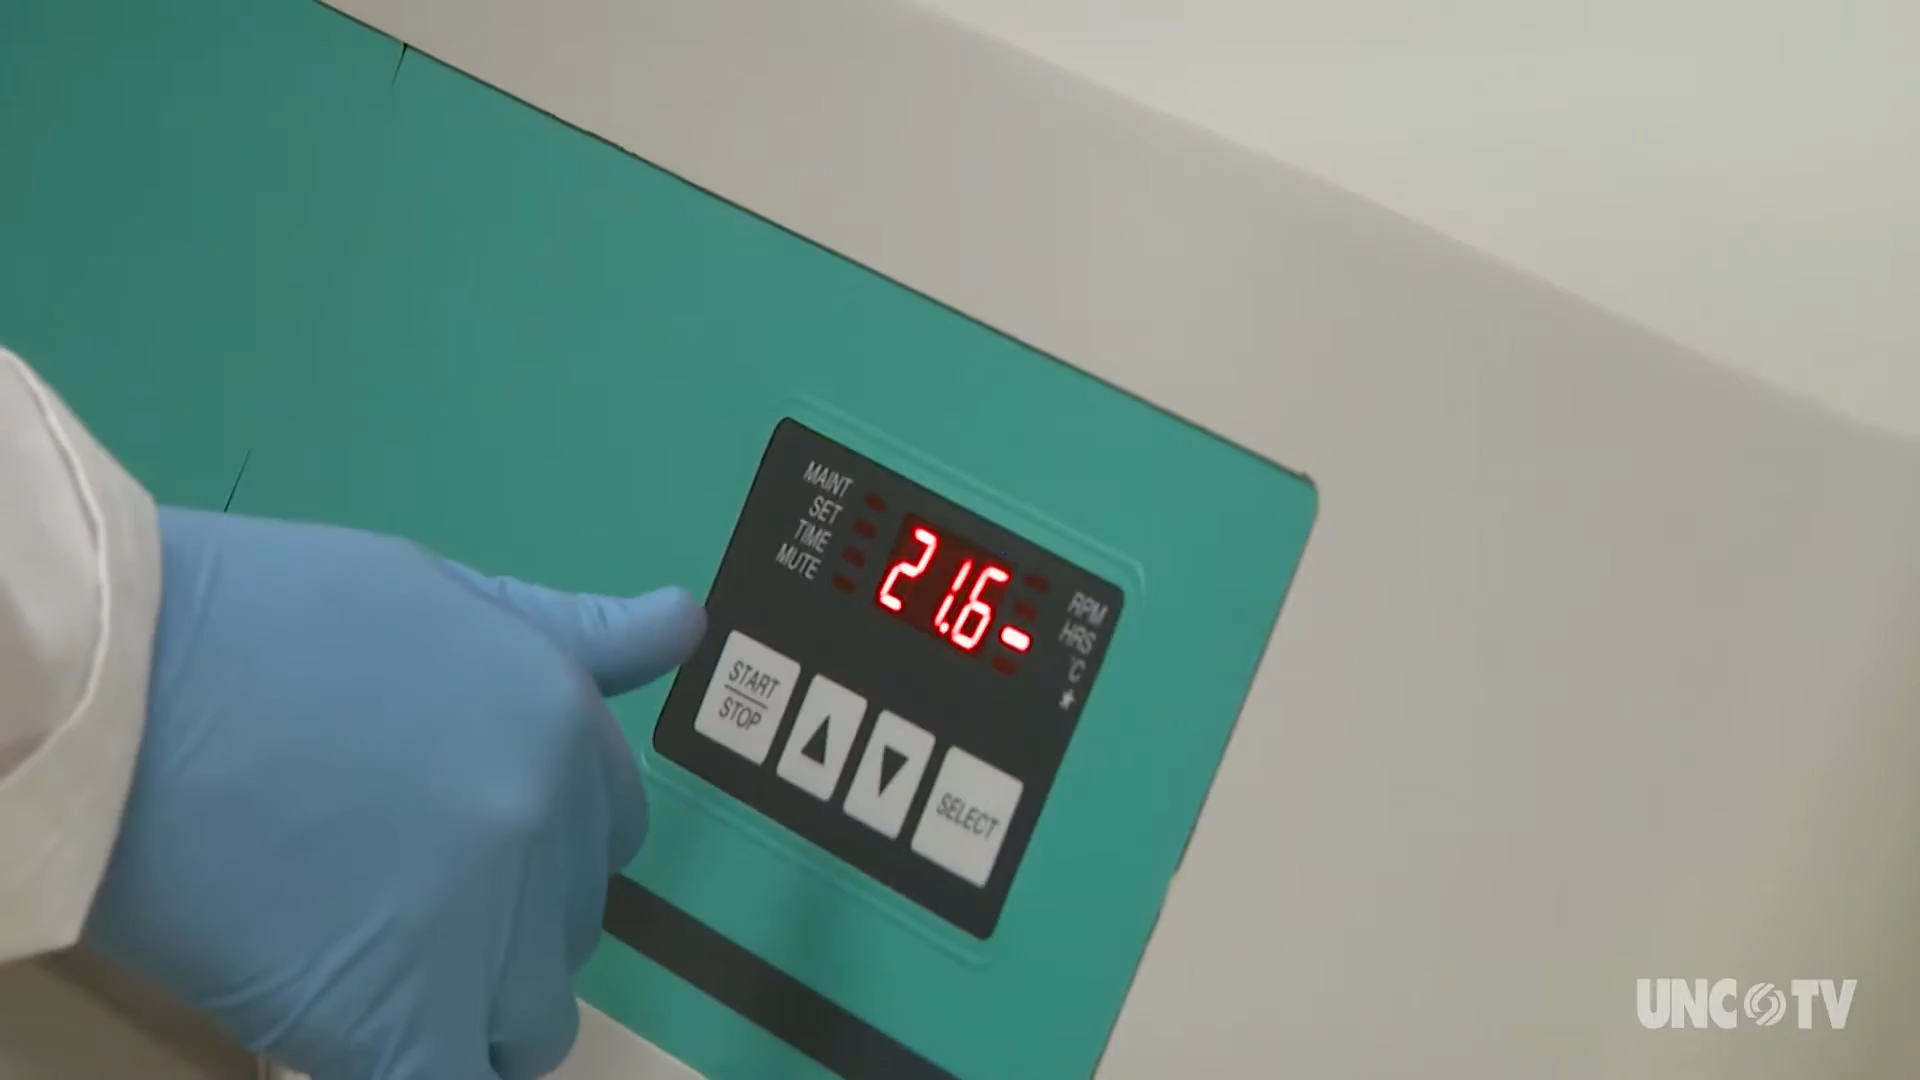 MAINT
SET
TIME
MUTE
21.6-
RPM
HRS
°C
★
START
STOP
▲
▼
SELECT
UNC TV